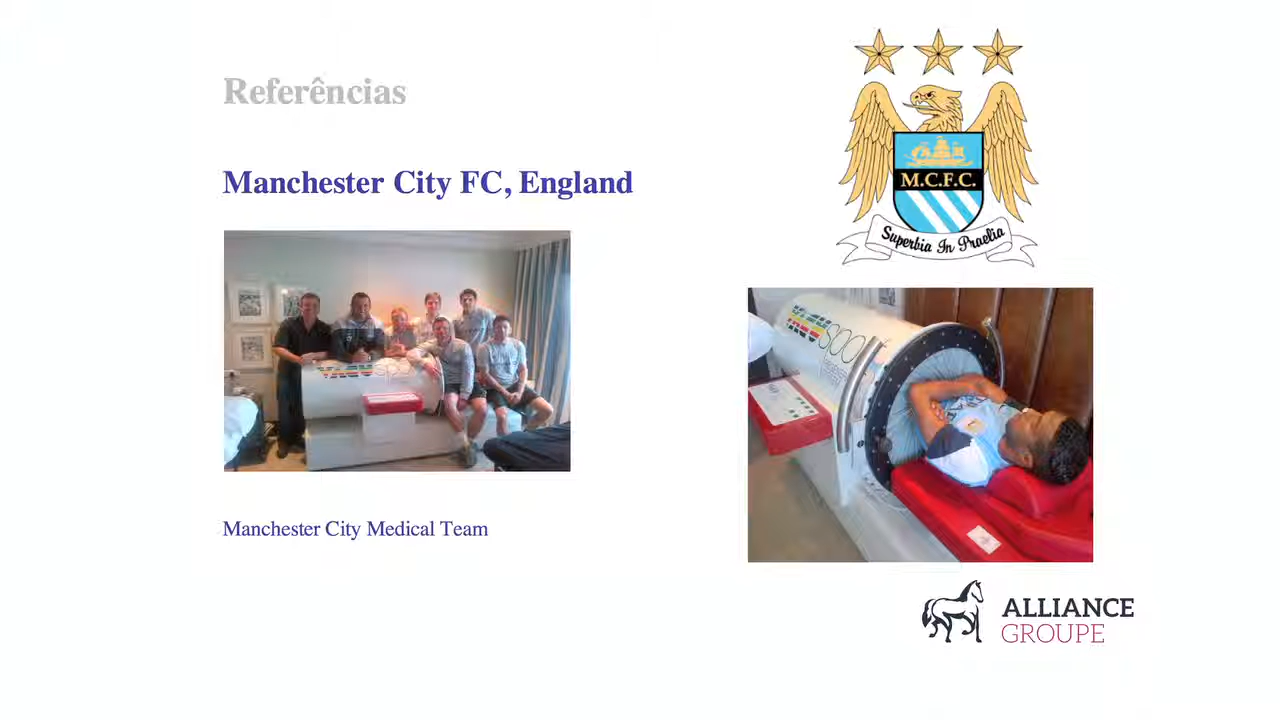 Referências
Manchester City FC, England
M.C.F.C.
Superbia In Praelia
Manchester City Medical Team
ALLIANCE
GROUPE